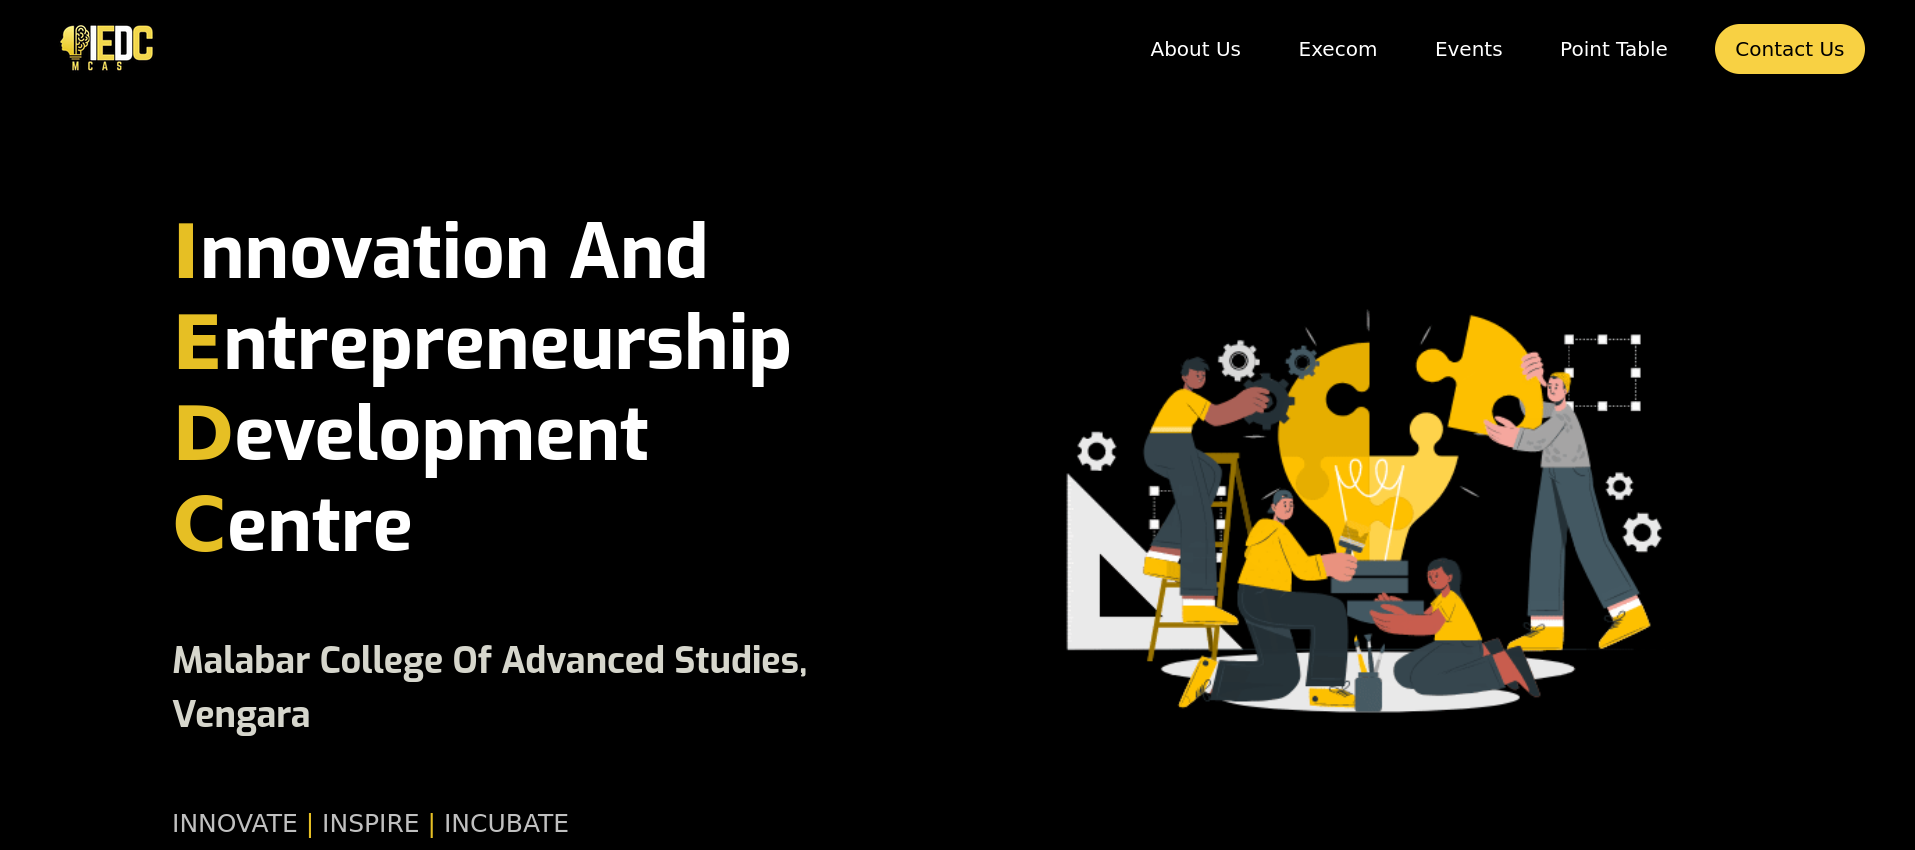 IEDC
MCAS
About Us
Execom
Events
Point Table
Contact Us
Innovation And
Entrepreneurship
Development
Centre
Malabar College Of Advanced Studies,
Vengara
INNOVATE | INSPIRE | INCUBATE